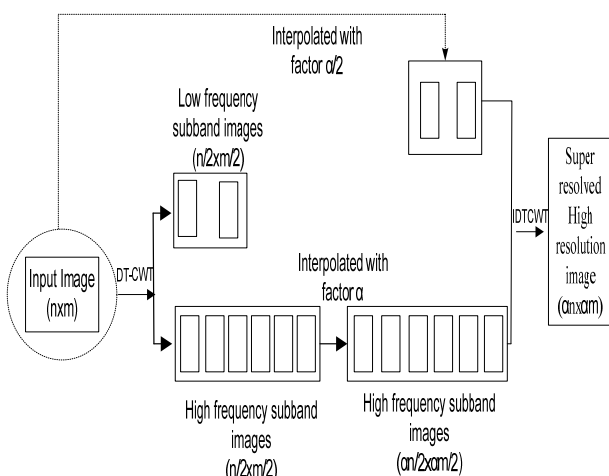 Interpolated with
factor α/2
Low frequency
subband images
(n/2xm/2)
Input Image
(nxm)
DT-CWT
Interpolated with
factor α
IDTCWT
Super
resolved
High
resolution
image
(αnxαm)
High frequency subband
images
(n/2xm/2)
High frequency subband
images
(αn/2xαm/2)